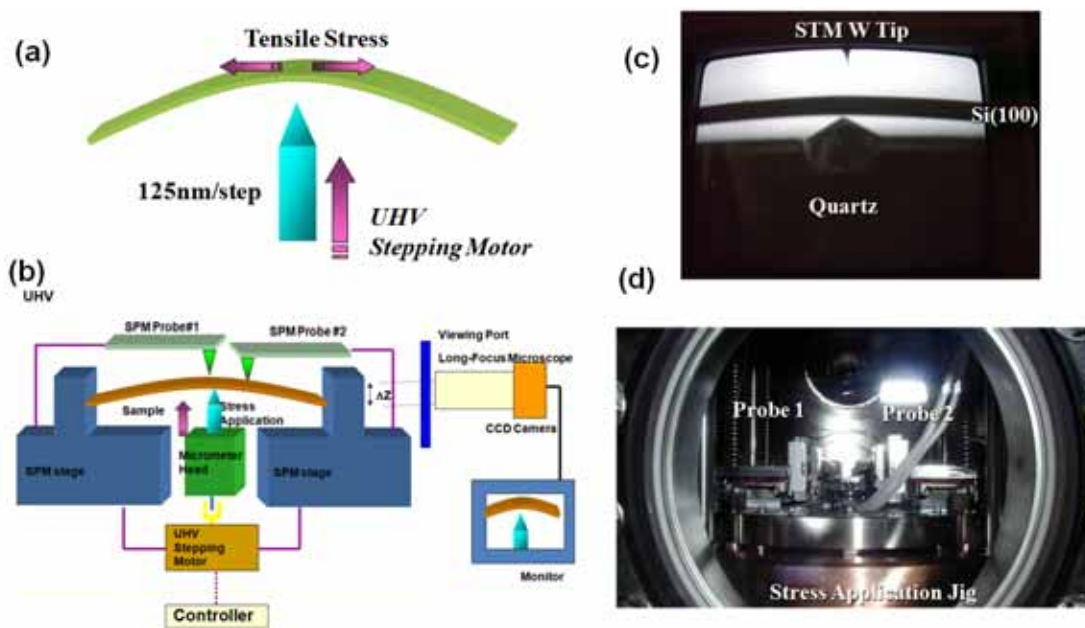 (a)
Tensile Stress
125nm/step
UHV
Stepping Motor
(b)
UHV
SPM Probe#1
SPM Probe #2
Viewing Port
Long-Focus Microscope
ΛZ
Sample
Stress
Application
CCD Camera
SPM stage
Micrometer
Head
SPM stage
UHV
Stepping
Motor
Monitor
Controller
(c)
STM W Tip
Si(100)
Quartz
(d)
Probe 1
Probe 2
Stress Application Jig